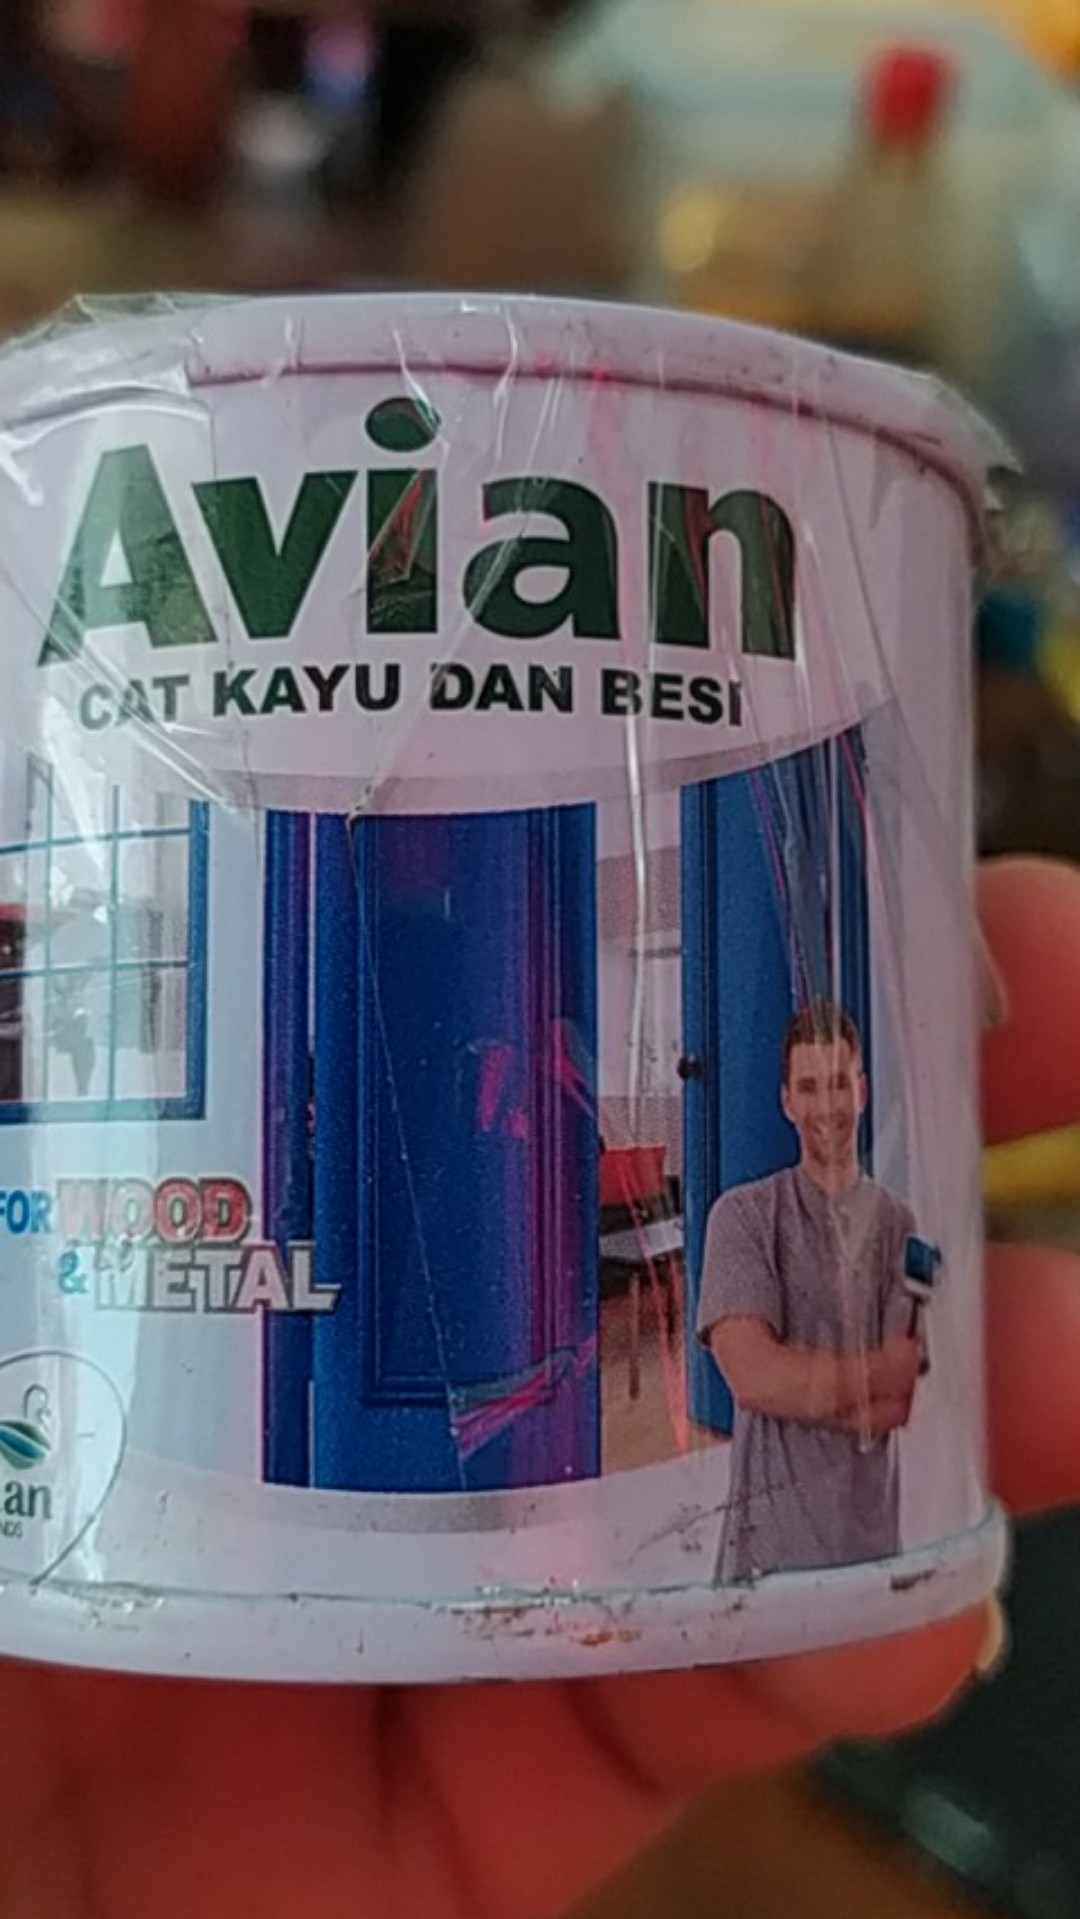 Avian
CAT KAYU DAN BESI
FOR WOOD
& METAL
an